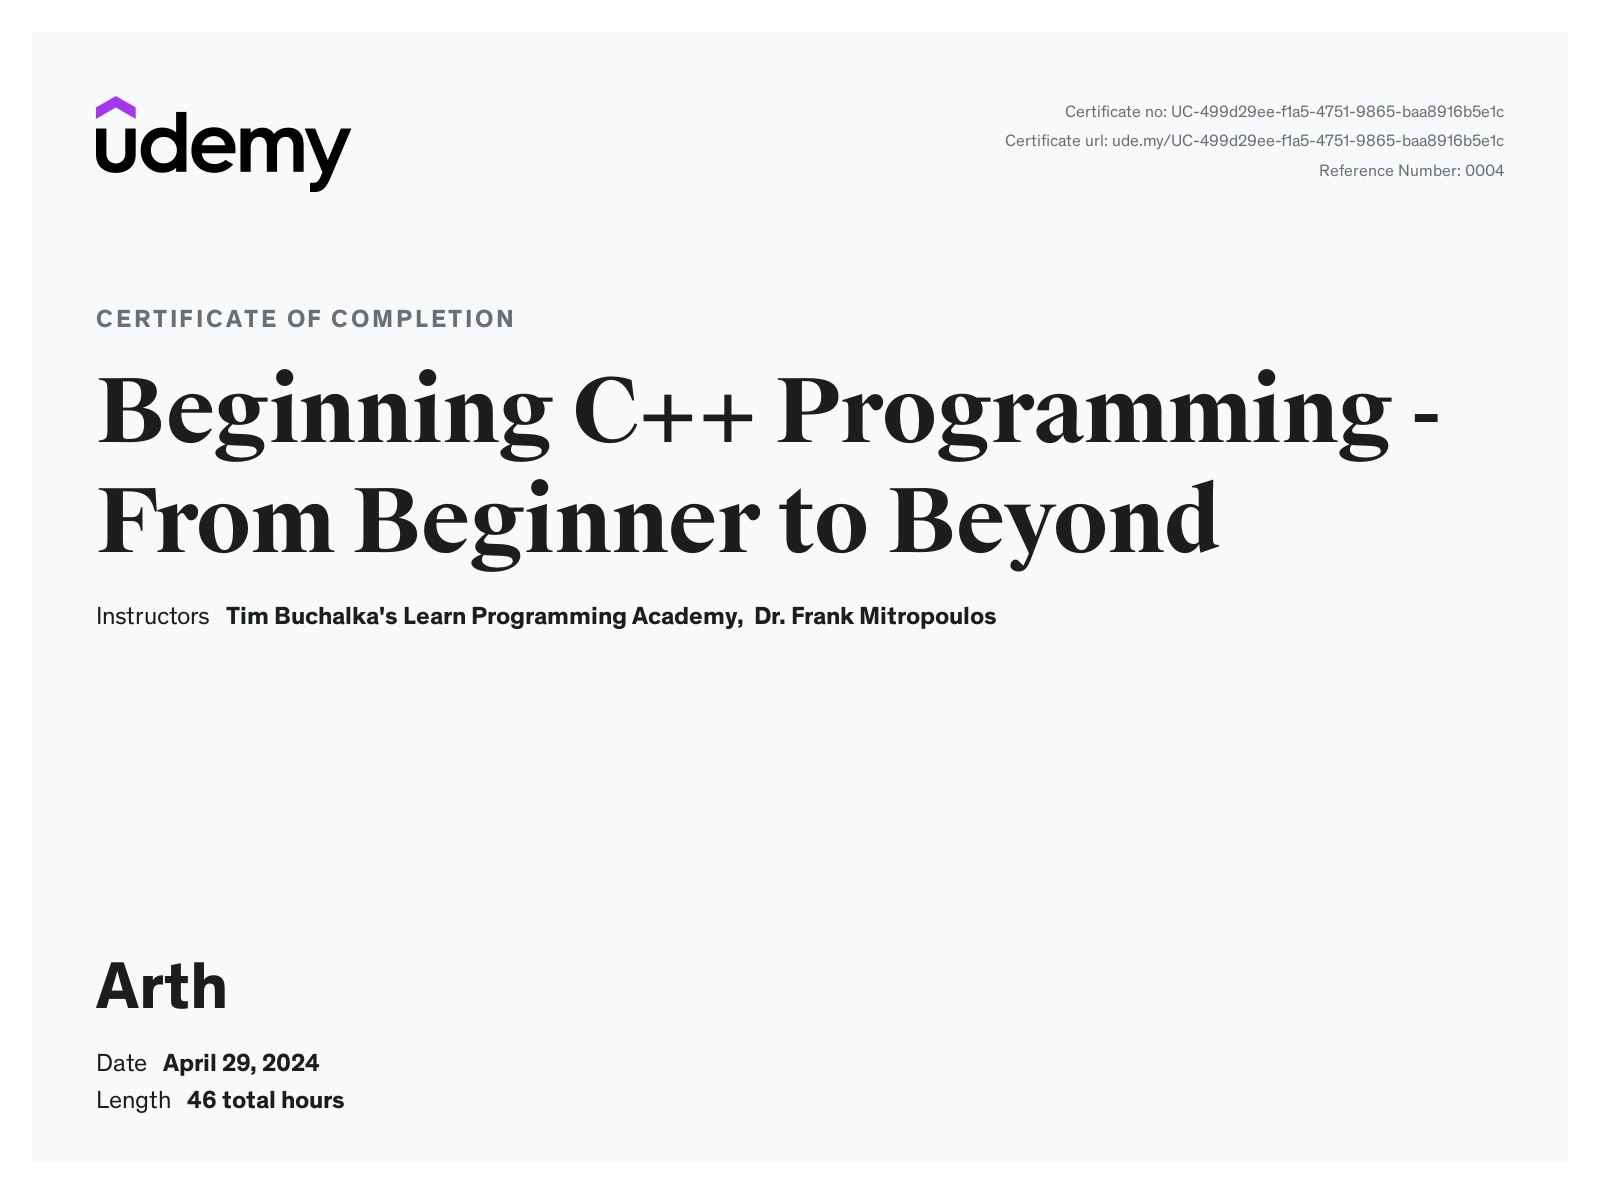 udemy
Certificate no: UC-499d29ee-f1a5-4751-9865-baa8916b5e1c
Certificate url: ude.my/UC-499d29ee-f1a5-4751-9865-baa8916b5e1c
Reference Number: 0004
CERTIFICATE OF COMPLETION
Beginning C++ Programming -
From Beginner to Beyond
Instructors Tim Buchalka's Learn Programming Academy, Dr. Frank Mitropoulos
Arth
Date April 29, 2024
Length 46 total hours